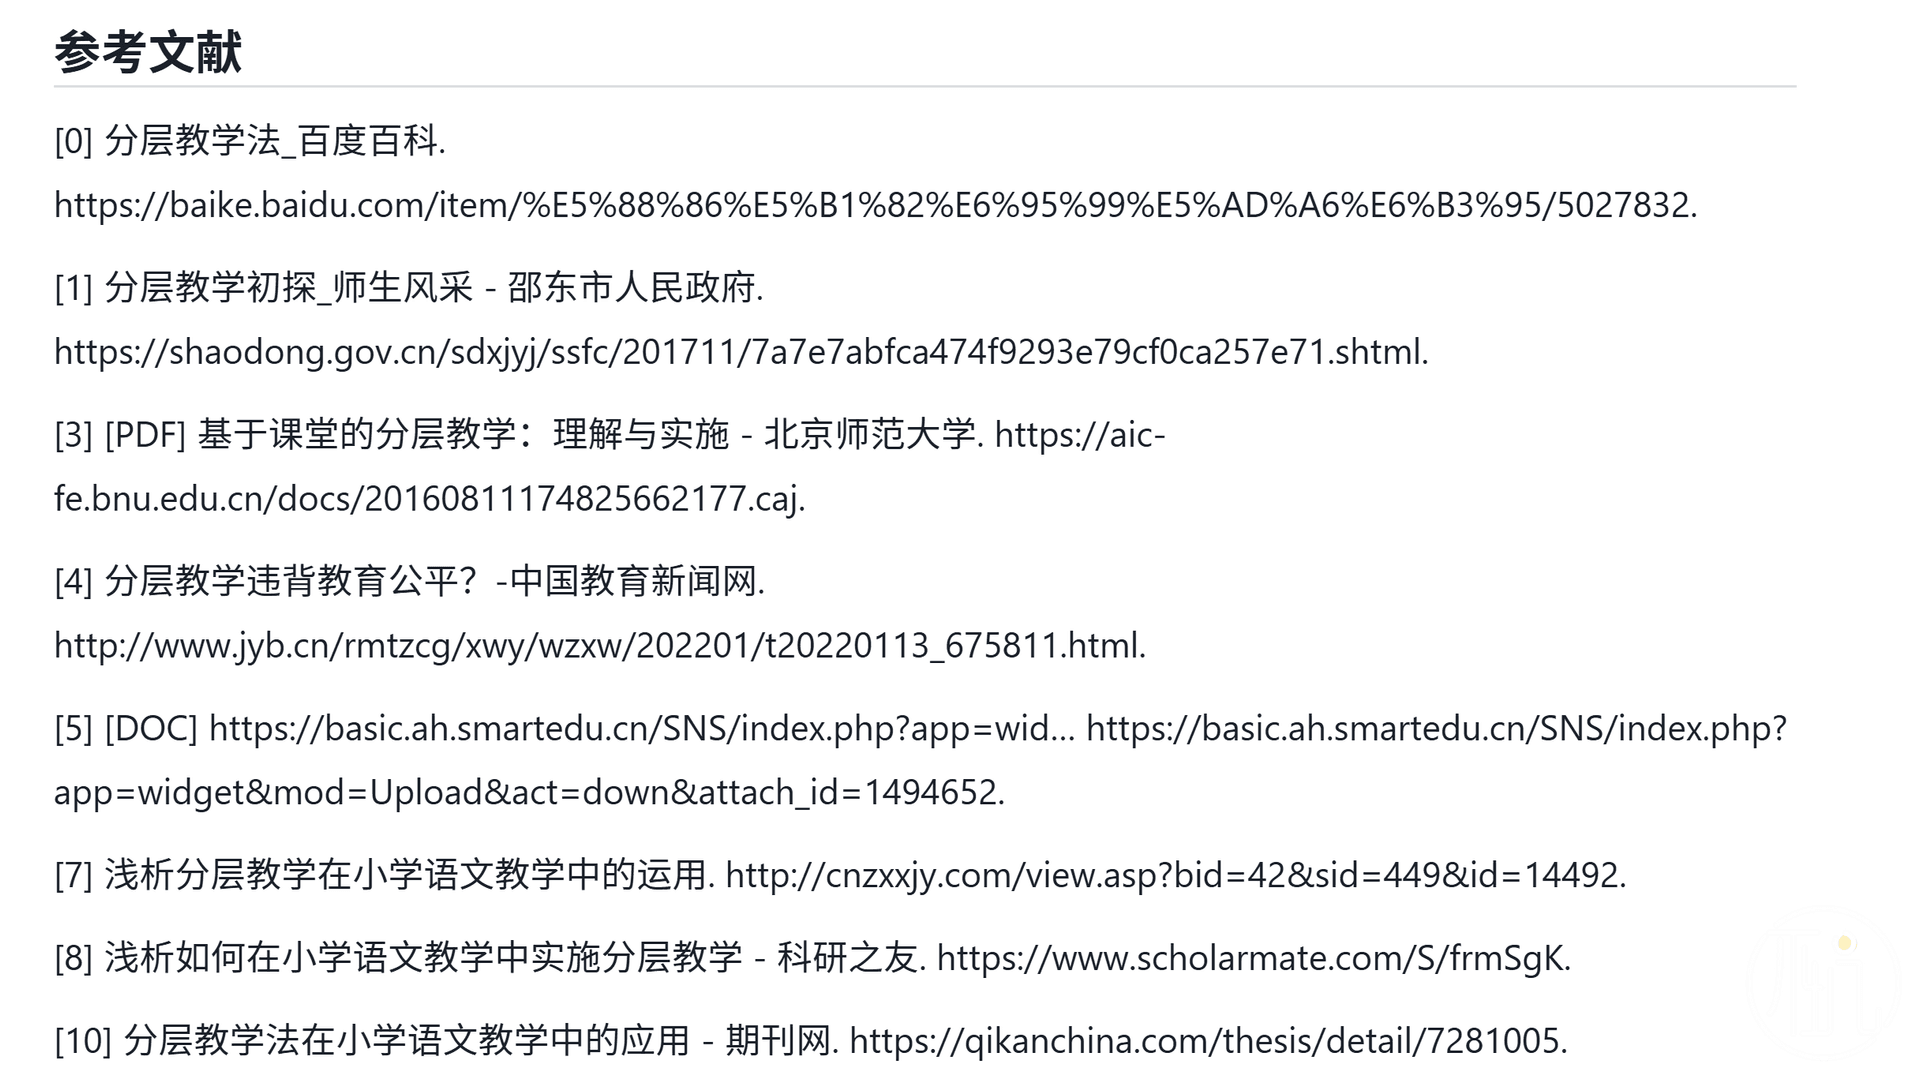 参考文献
[0] 分层教学法_百度百科.
https://baike.baidu.com/item/%E5%88%86%E5%B1%82%E6%95%99%E5%AD%A6%E6%B3%95/5027832.
[1] 分层教学初探_师生风采 - 邵东市人民政府.
https://shaodong.gov.cn/sdxjyj/ssfc/201711/7a7e7abfca474f9293e79cf0ca257e71.shtml.
[3] [PDF] 基于课堂的分层教学：理解与实施 - 北京师范大学. https://aic-
fe.bnu.edu.cn/docs/20160811174825662177.caj.
[4] 分层教学违背教育公平？-中国教育新闻网.
http://www.jyb.cn/rmtzcg/xwy/wzxw/202201/t20220113_675811.html.
[5] [DOC] https://basic.ah.smartedu.cn/SNS/index.php?app=wid... https://basic.ah.smartedu.cn/SNS/index.php?
app=widget&mod=Upload&act=down&attach_id=1494652.
[7] 浅析分层教学在小学语文教学中的运用. http://cnzxxjy.com/view.asp?bid=42&sid=449&id=14492.
[8] 浅析如何在小学语文教学中实施分层教学 - 科研之友. https://www.scholarmate.com/S/frmSgK.
[10] 分层教学法在小学语文教学中的应用 - 期刊网. https://qikanchina.com/thesis/detail/7281005.